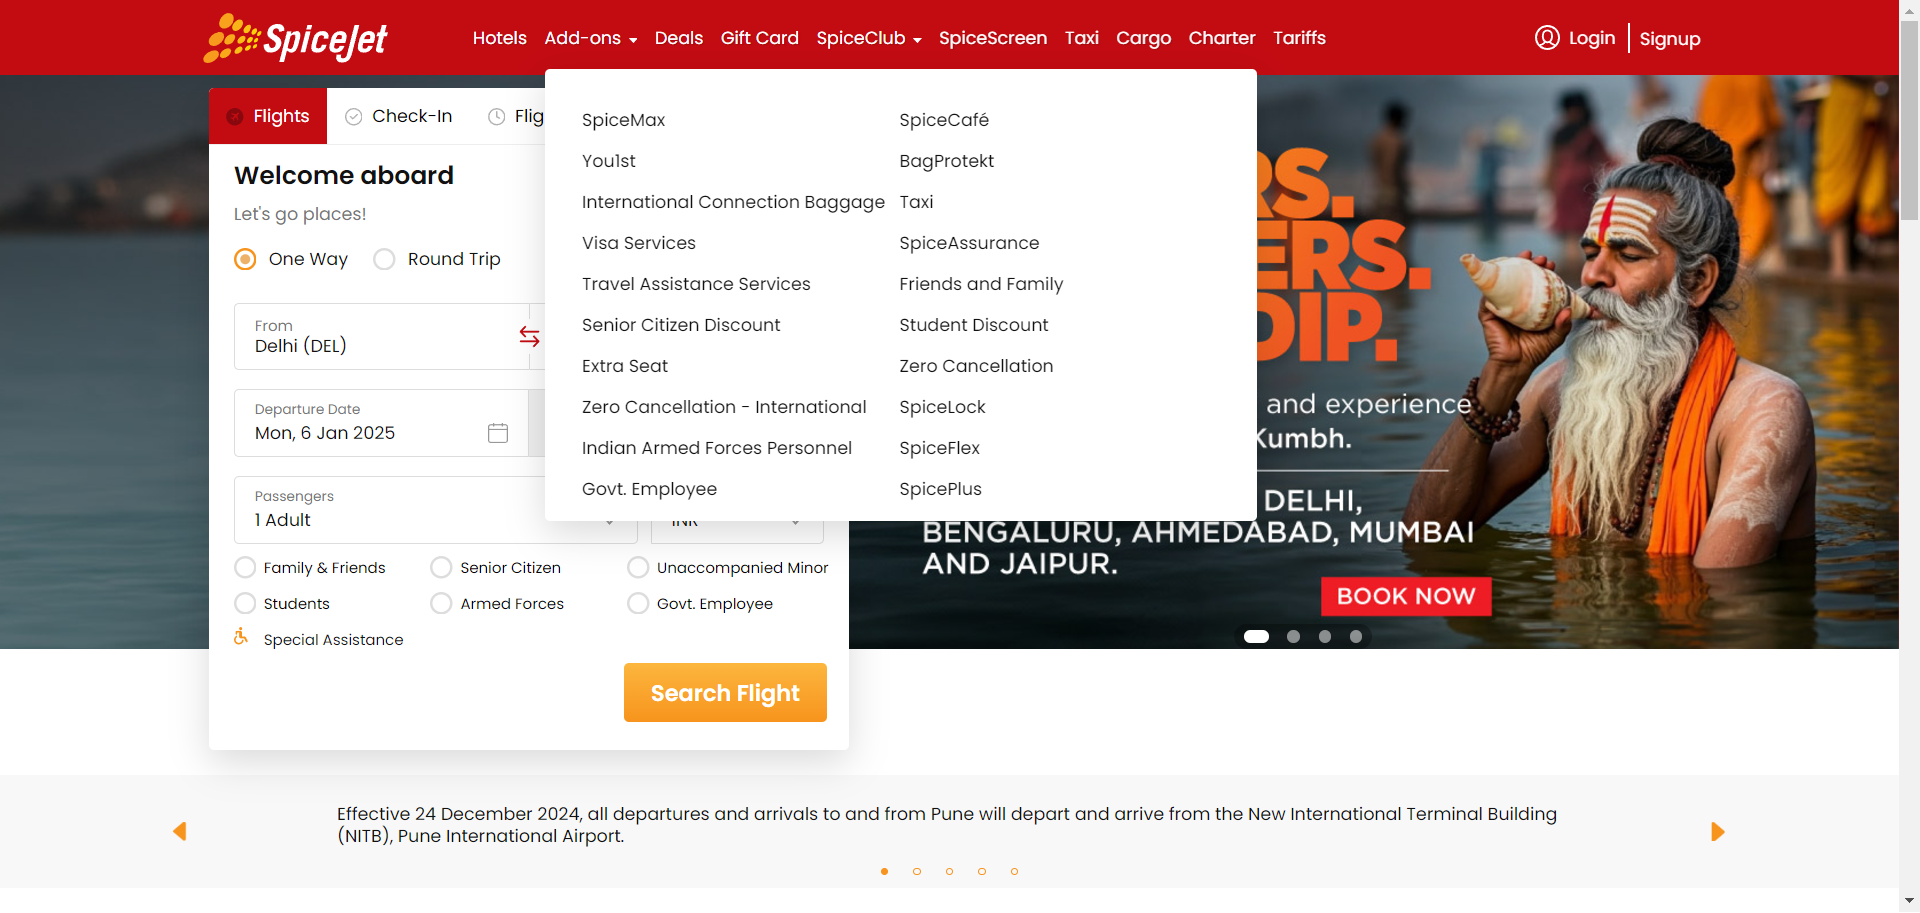 SpiceJet
Hotels Add-ons Deals Gift Card SpiceClub SpiceScreen Taxi Cargo Charter Tariffs
Login Signup
Flights Check-In
Welcome aboard
Let's go places!
One Way Round Trip
From
Delhi (DEL)
Departure Date
Mon, 6 Jan 2025
Passengers
1 Adult
INR
SpiceMax
You1st
International Connection Baggage
Visa Services
Travel Assistance Services
Senior Citizen Discount
Extra Seat
Zero Cancellation - International
Indian Armed Forces Personnel
Govt. Employee
SpiceCafé
BagProtekt
Taxi
SpiceAssurance
Friends and Family
Student Discount
Zero Cancellation
SpiceLock
SpiceFlex
SpicePlus
Family & Friends Senior Citizen Unaccompanied Minor
Students Armed Forces Govt. Employee
Special Assistance
Search Flight
and experience
Kumbh.
DELHI,
BENGALURU, AHMEDABAD, MUMBAI
AND JAIPUR.
BOOK NOW
Effective 24 December 2024, all departures and arrivals to and from Pune will depart and arrive from the New International Terminal Building
(NITB), Pune International Airport.